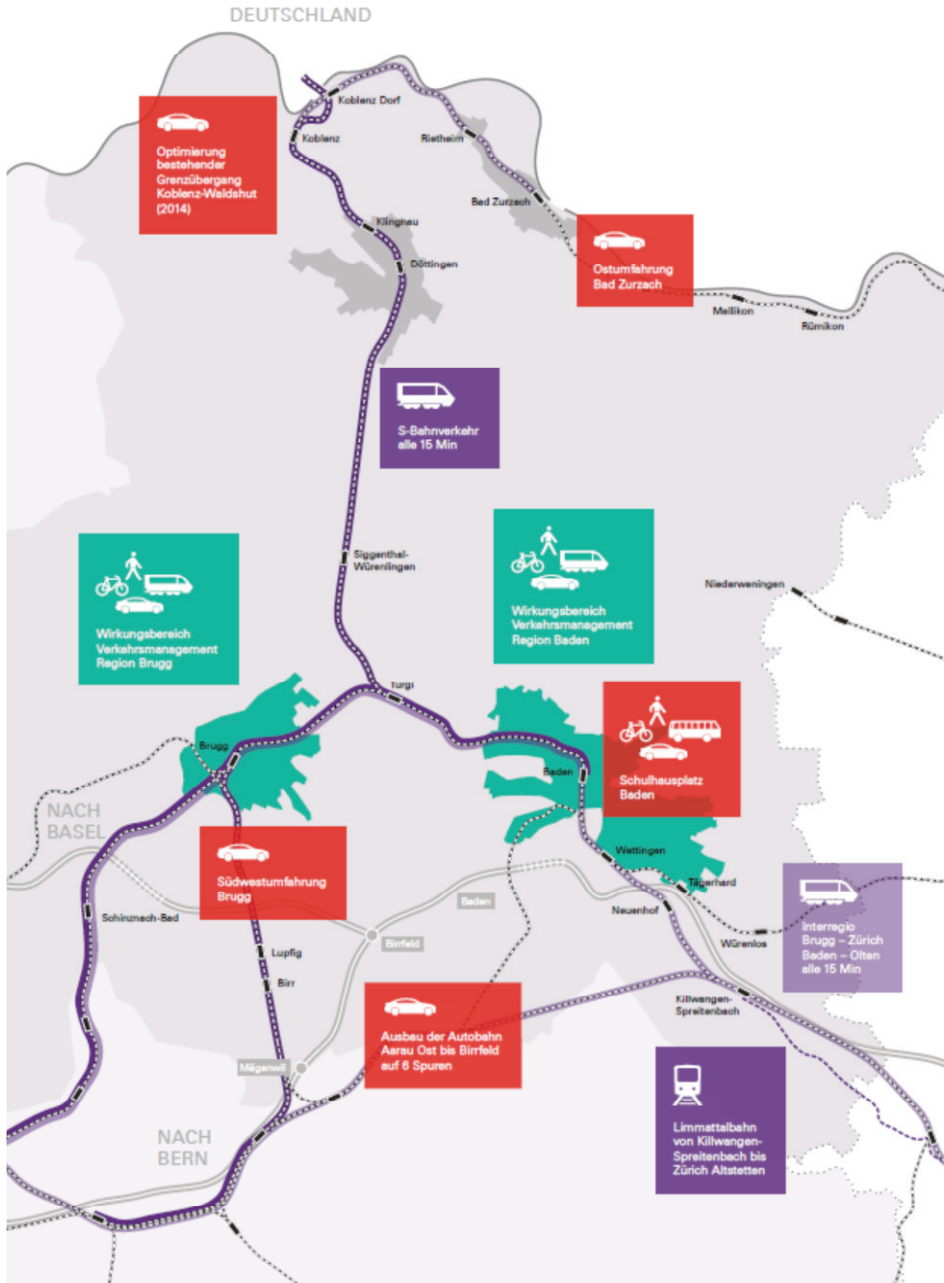 DEUTSCHLAND
Koblenz Dorf
Koblenz
Rietheim
Optimierung
bestehender
Grenzübergang
Koblenz-Waldshut
(2014)
Bad Zurzach
Klingnau
Döttingen
Ostumfahrung
Bad Zurzach
Mellikon
Rümikon
S-Bahnverkehr
alle 15 Min
Siggenthal-
Würenlingen
Niederweningen
Wirkungsbereich
Verkehrsmanagement
Region Brugg
Wirkungsbereich
Verkehrsmanagement
Region Baden
Turgi
Brugg
Baden
Schulhausplatz
Baden
NACH
BASEL
Wettingen
Südwestumfahrung
Brugg
Tägerhard
Baden
Neuenhof
Schinznach-Bad
Birrfeld
Würenlos
Interregio
Brugg – Zürich
Baden – Olten
alle 15 Min
Lupfig
Birr
Killwangen-
Spreitenbach
Ausbau der Autobahn
Aarau Ost bis Birrfeld
auf 6 Spuren
Mägenwil
Limmattalbahn
von Killwangen-
Spreitenbach bis
Zürich Altstetten
NACH
BERN